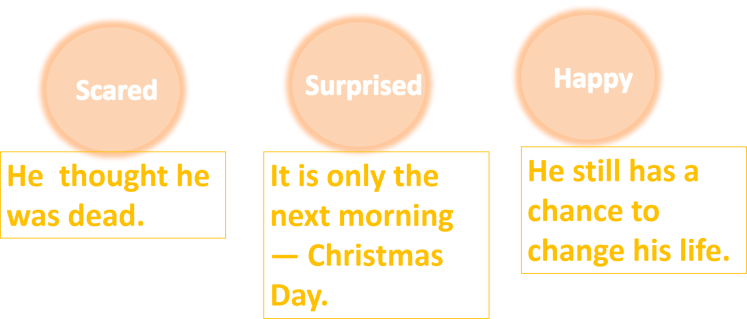 Scared
Surprised
Happy
He thought he
was dead.
It is only the
next morning
— Christmas
Day.
He still has a
chance to
change his life.